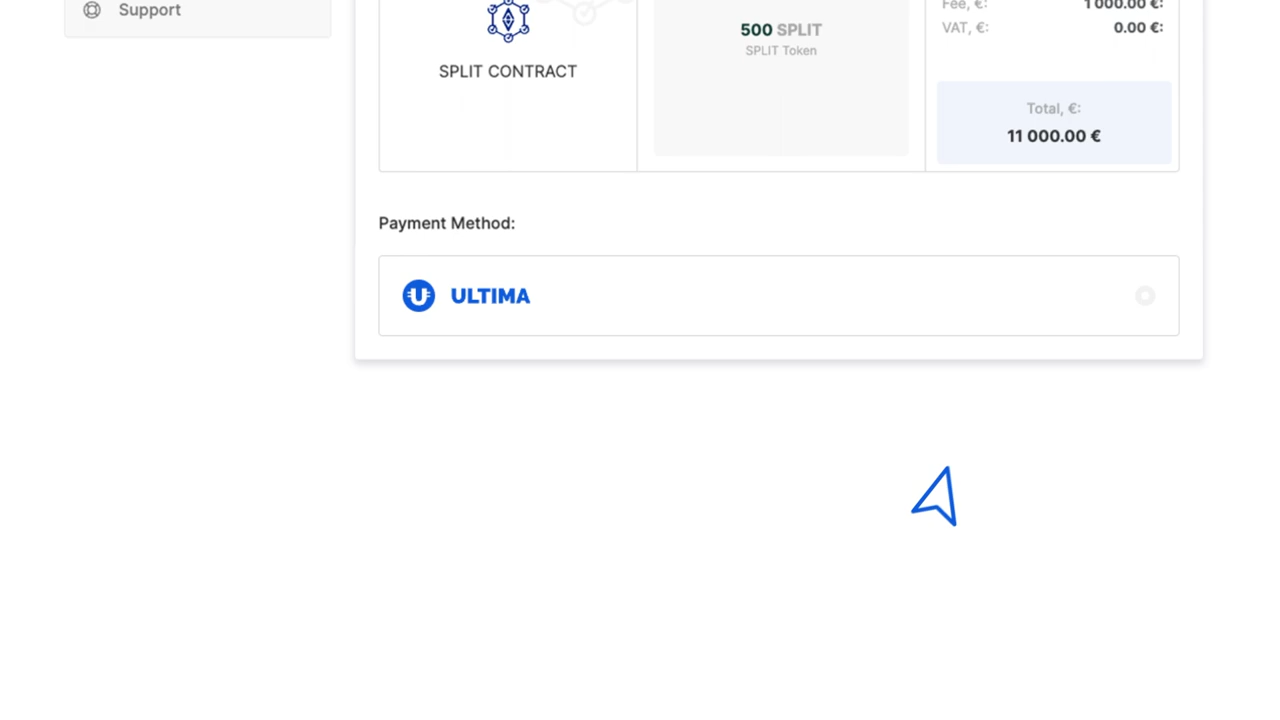 Support
SPLIT CONTRACT
500 SPLIT
SPLIT Token
Fee, €: 1 000.00 €:
VAT, €: 0.00 €:
Total, €:
11 000.00 €
Payment Method:
ULTIMA